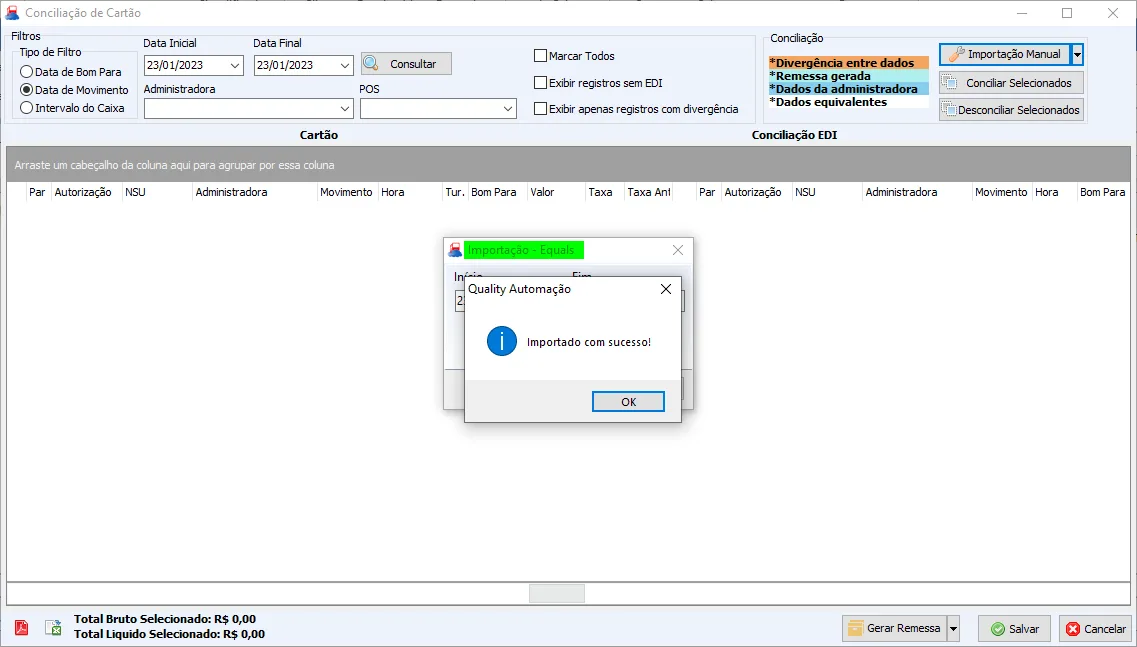 Conciliação de Cartão
Filtros
Tipo de Filtro
Data de Bom Para
Data de Movimento
Intervalo do Caixa
Data Inicial
Data Final
23/01/2023
23/01/2023
Consultar
Administradora
POS
Marcar Todos
Exibir registros sem EDI
Exibir apenas registros com divergência
Conciliação
*Divergência entre dados
*Remessa gerada
*Dados da administradora
*Dados equivalentes
Importação Manual
Conciliar Selecionados
Desconciliar Selecionados
Cartão
Conciliação EDI
Arraste um cabeçalho da coluna aqui para agrupar por essa coluna
Par Autorização NSU Administradora Movimento Hora Tur. Bom Para Valor Taxa Taxa Ant Par Autorização NSU Administradora Movimento Hora Bom Para
Importação - Equals
Quality Automação
Importado com sucesso!
OK
Total Bruto Selecionado: R$ 0,00
Total Liquido Selecionado: R$ 0,00
Gerar Remessa
Salvar
Cancelar